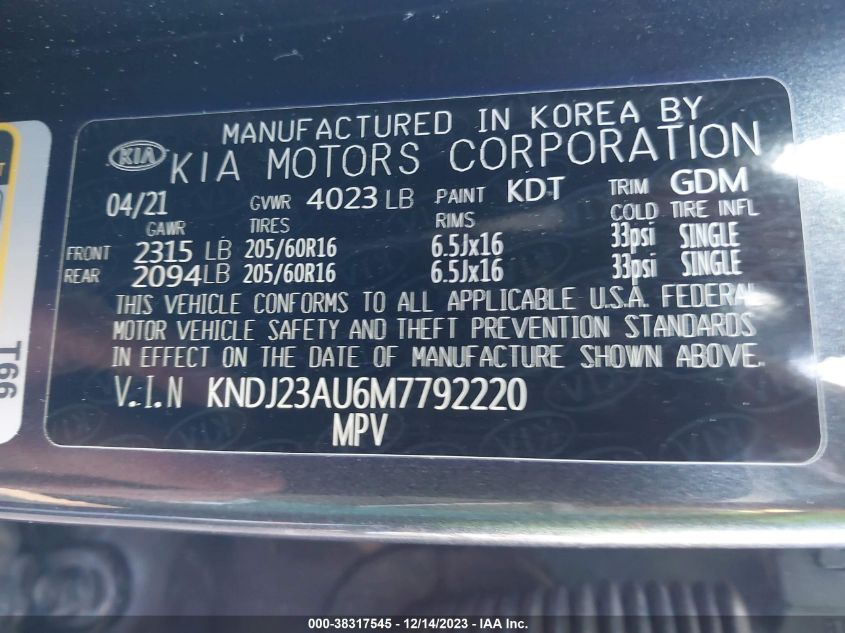 MANUFACTURED IN KOREA BY
KIA KIA MOTORS CORPORATION
04/21 GVWR 4023 LB PAINT KDT TRIM GDM
GAWR TIRES RIMS COLD TIRE INFL
FRONT 2315 LB 205/60R16 6.5Jx16 33psi SINGLE
REAR 2094 LB 205/60R16 6.5Jx16 33psi SINGLE
THIS VEHICLE CONFORMS TO ALL APPLICABLE U.S.A. FEDERAL
MOTOR VEHICLE SAFETY AND THEFT PREVENTION STANDARDS
IN EFFECT ON THE DATE OF MANUFACTURE SHOWN ABOVE.
V.I.N KNDJ23AU6M7792220
MPV
000-38317545 - 12/14/2023 - IAA Inc.